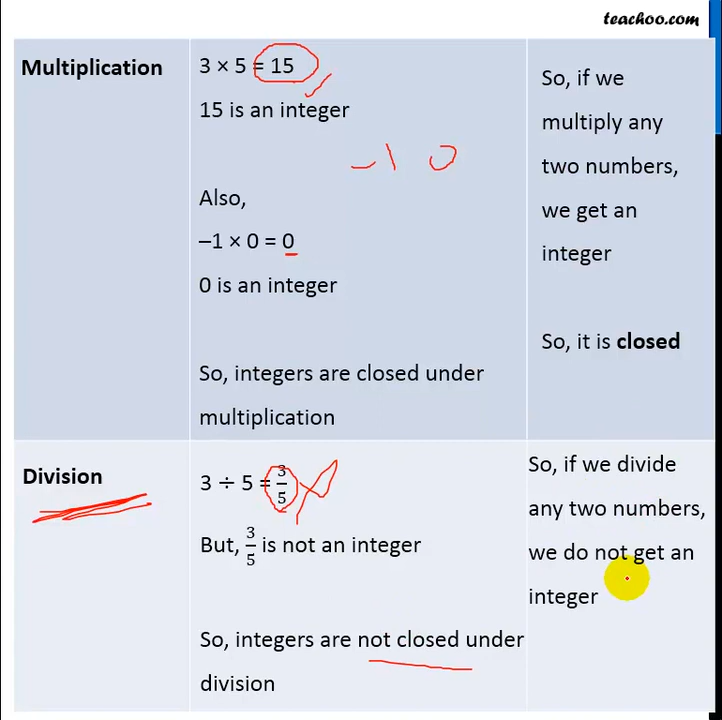 teachoo.com
Multiplication
3 × 5 = 15
15 is an integer
−1 0
Also,
–1 × 0 = 0
0 is an integer
So, integers are closed under
multiplication
So, if we
multiply any
two numbers,
we get an
integer
So, it is closed
Division
3 ÷ 5 = 3/5
But, 3/5 is not an integer
So, integers are not closed under
division
So, if we divide
any two numbers,
we do not get an
integer